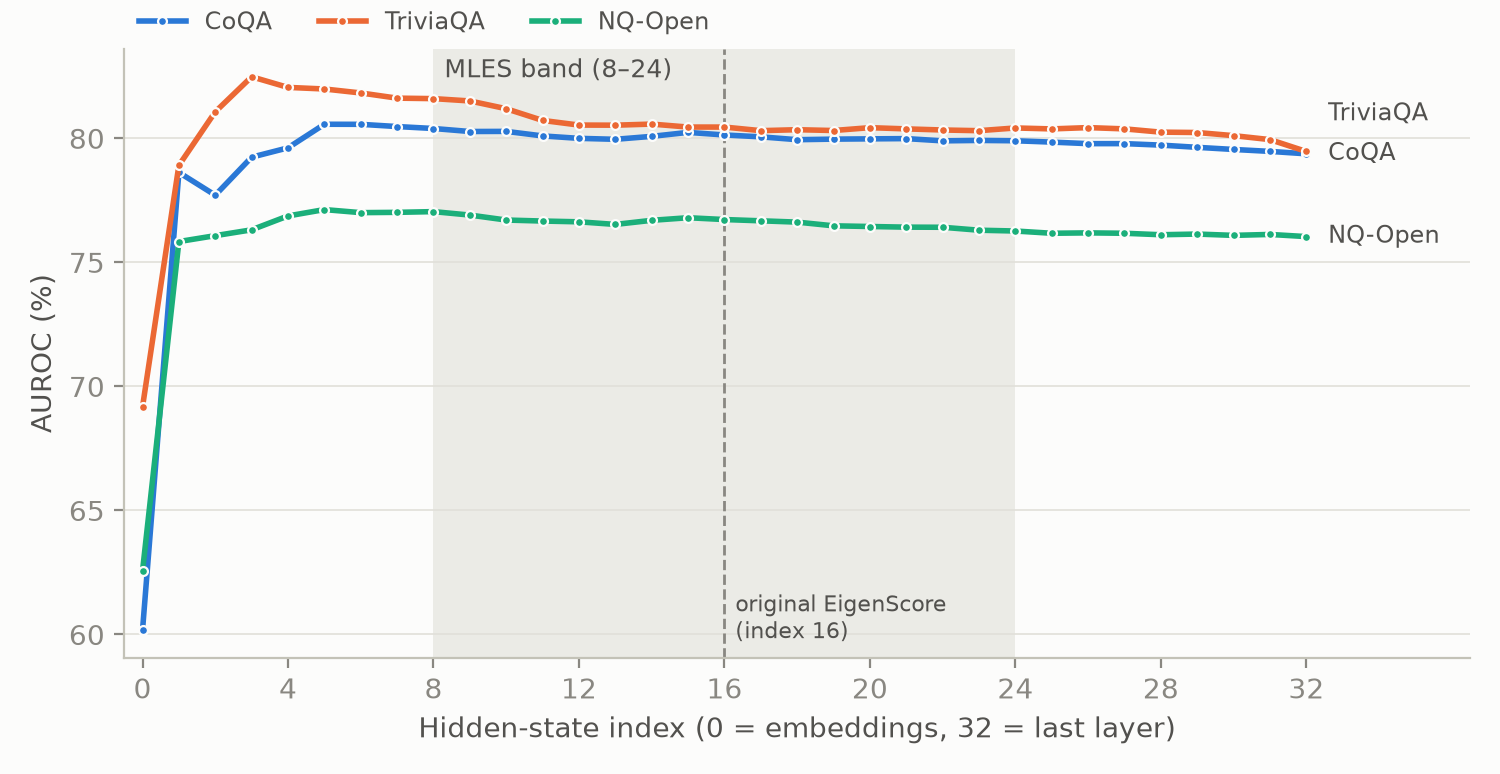 CoQA TriviaQA NQ-Open
MLES band (8–24)
TriviaQA
CoQA
NQ-Open
original EigenScore
(index 16)
AUROC (%)
80
75
70
65
60
0 4 8 12 16 20 24 28 32
Hidden-state index (0 = embeddings, 32 = last layer)